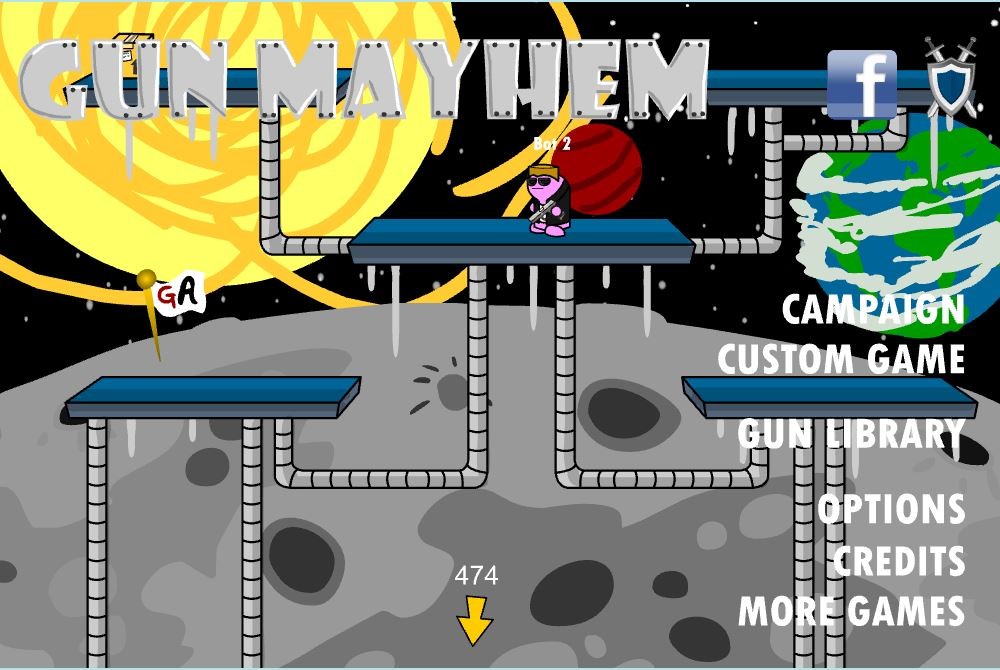 GUN MAYHEM
f
Bot 2
GA
CAMPAIGN
CUSTOM GAME
GUN LIBRARY
OPTIONS
CREDITS
474
MORE GAMES